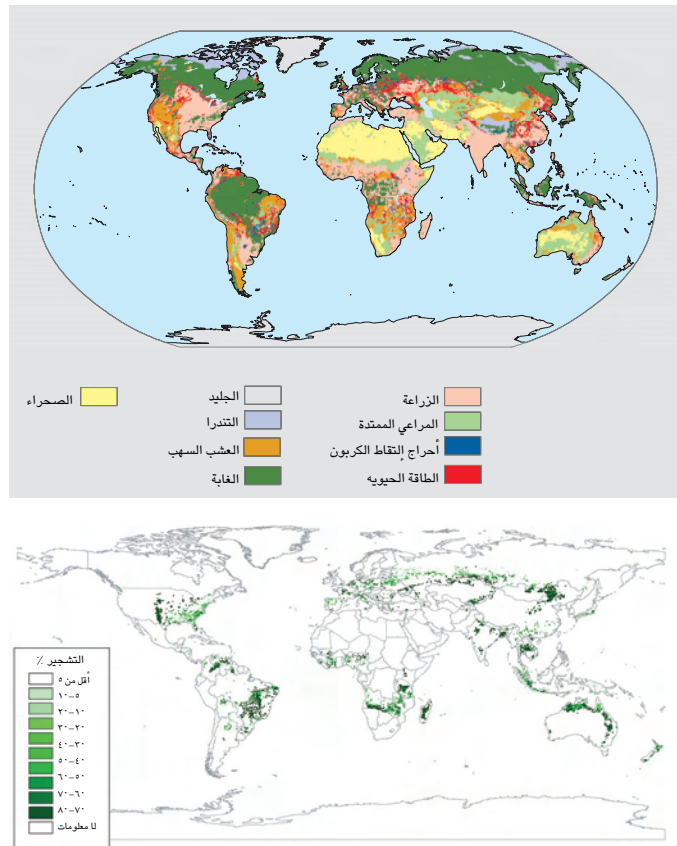 الزراعة
المراعي الممتدة
أحراج إلتقاط الكربون
الطاقة الحيويه
الجليد
التندرا
العشب السهب
الغابة
الصحراء
التشجير ٪
أقل من ٥
٥-١٠
١٠-٢٠
٢٠-٣٠
٣٠-٤٠
٤٠-٥٠
٥٠-٦٠
٦٠-٧٠
٧٠-٨٠
لا معلومات